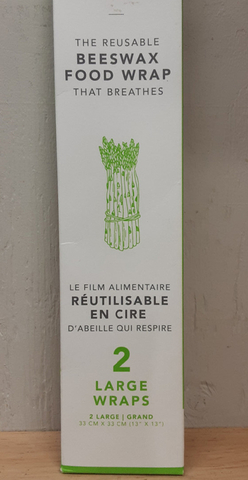 THE REUSABLE
BEESWAX
FOOD WRAP
THAT BREATHES
LE FILM ALIMENTAIRE
RÉUTILISABLE
EN CIRE
D'ABEILLE QUI RESPIRE
2
LARGE
WRAPS
2 LARGE | GRAND
33 CM X 33 CM (13" X 13")